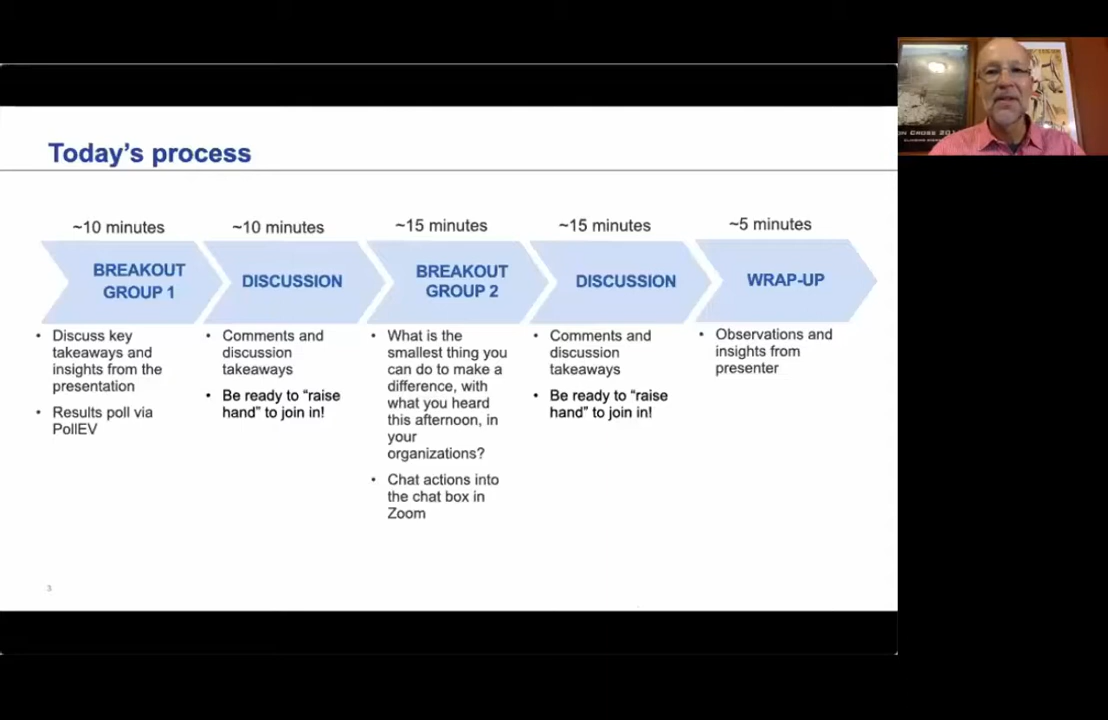 Today's process
~10 minutes
BREAKOUT
GROUP 1
• Discuss key
takeaways and
insights from the
presentation
• Results poll via
PollEV
~10 minutes
DISCUSSION
• Comments and
discussion
takeaways
• Be ready to “raise
hand” to join in!
~15 minutes
BREAKOUT
GROUP 2
• What is the
smallest thing you
can do to make a
difference, with
what you heard
this afternoon, in
your
organizations?
• Chat actions into
the chat box in
Zoom
~15 minutes
DISCUSSION
• Comments and
discussion
takeaways
• Be ready to “raise
hand” to join in!
~5 minutes
WRAP-UP
• Observations and
insights from
presenter
3